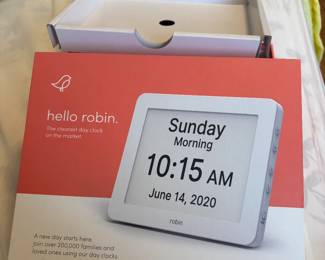 hello robin.
The cleanest day clock
on the market.
Sunday
Morning
10:15 AM
June 14, 2020
robin
A new day starts here.
Join over 200,000 families and
loved ones using our day clocks.